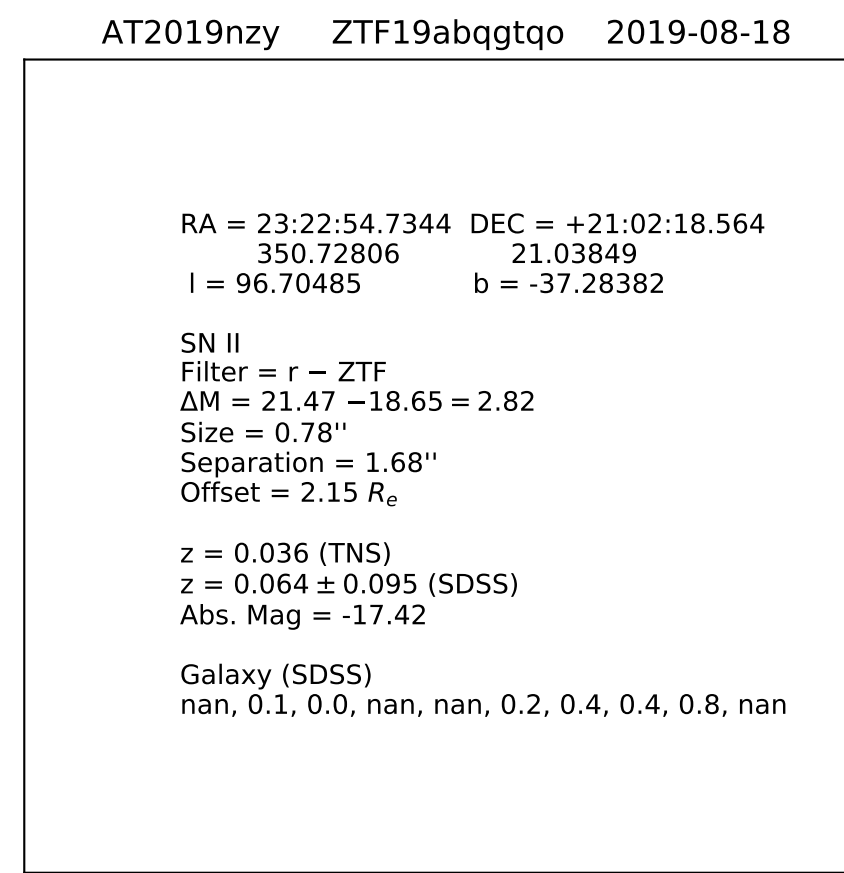 AT2019nzy ZTF19abqgtqo 2019-08-18
RA = 23:22:54.7344 DEC = +21:02:18.564
350.72806 21.03849
l = 96.70485 b = -37.28382
SN II
Filter = r − ZTF
ΔM = 21.47 −18.65 = 2.82
Size = 0.78''
Separation = 1.68''
Offset = 2.15 Re
z = 0.036 (TNS)
z = 0.064 ± 0.095 (SDSS)
Abs. Mag = -17.42
Galaxy (SDSS)
nan, 0.1, 0.0, nan, nan, 0.2, 0.4, 0.4, 0.8, nan